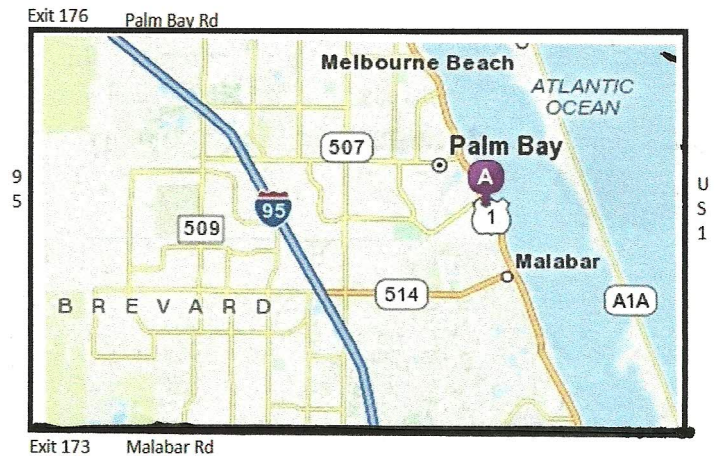 Exit 176 Palm Bay Rd
Melbourne Beach
ATLANTIC
OCEAN
507
Palm Bay
A
9
5
U
S
1
95
1
509
Malabar
514
A1A
BREVARD
Exit 173 Malabar Rd